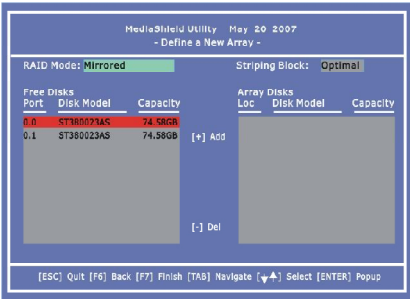 MediaShield Utility May 20 2007
- Define a New Array -
RAID Mode: Mirrored Striping Block: Optimal
Free Disks Array Disks
Port Disk Model Capacity Loc Disk Model Capacity
0.0 ST380023AS 74.58GB
0.1 ST380023AS 74.58GB
[+] Add
[-] Del
[ESC] Quit [F6] Back [F7] Finish [TAB] Navigate [↓↑] Select [ENTER] Popup